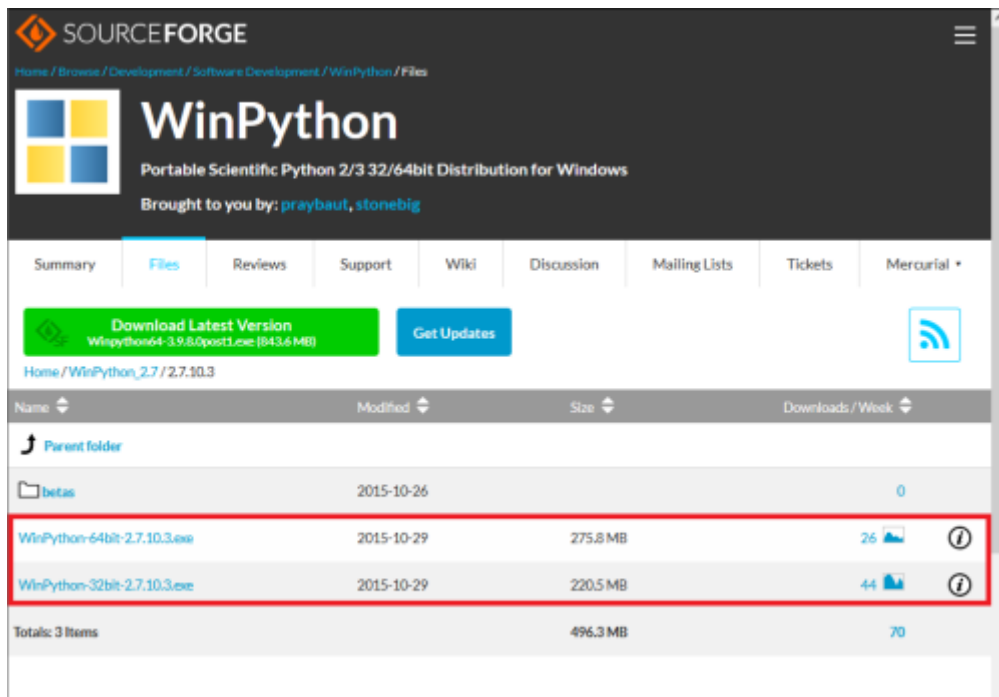 SOURCEFORGE
Home / Browse / Development / Software Development / WinPython / Files
WinPython
Portable Scientific Python 2/3 32/64bit Distribution for Windows
Brought to you by: praybaut, stonebig
Summary Files Reviews Support Wiki Discussion Mailing Lists Tickets Mercurial
Download Latest Version
Winpython64-3.9.8.0post1.exe (843.6 MB)
Get Updates
Home / WinPython_2.7 / 2.7.10.3
Name Modified Size Downloads / Week
Parent folder
betas 2015-10-26 0
WinPython-64bit-2.7.10.3.exe 2015-10-29 275.8 MB 26 i
WinPython-32bit-2.7.10.3.exe 2015-10-29 220.5 MB 44 i
Totals: 3 Items 496.3 MB 70